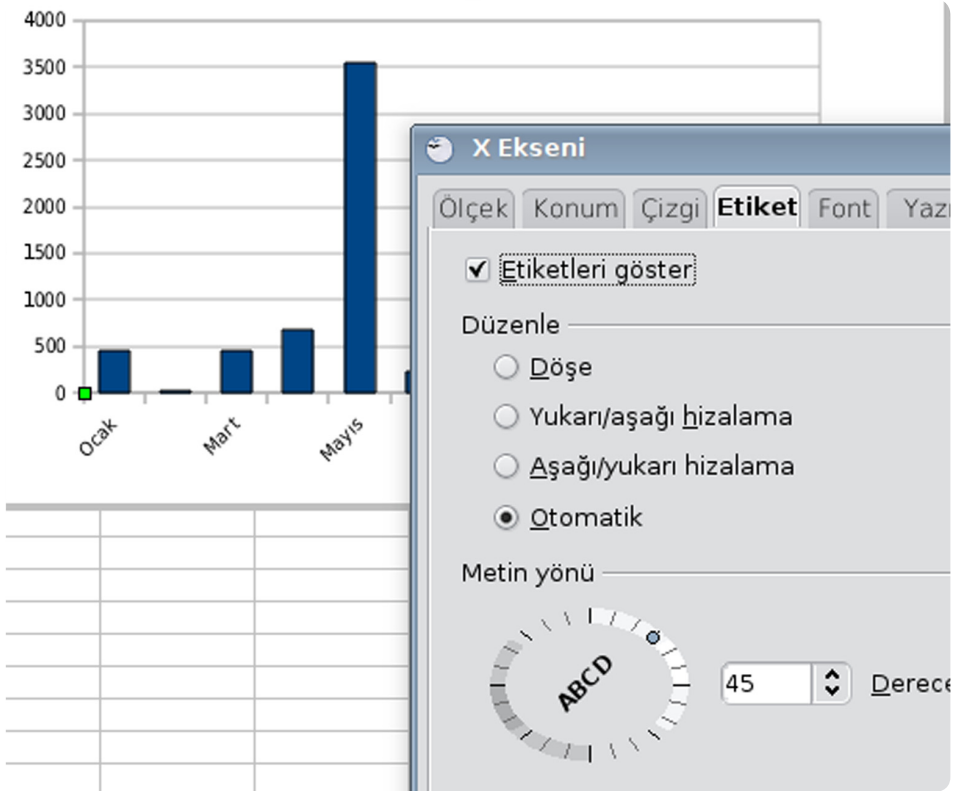 4000
3500
3000
2500
2000
1500
1000
500
0
Ocak
Mart
Mayıs
X Ekseni
Ölçek Konum Çizgi Etiket Font
Etiketleri göster
Düzenle
Döşe
Yukarı/aşağı hizalama
Aşağı/yukarı hizalama
Otomatik
Metin yönü
ABCD
45 Derece